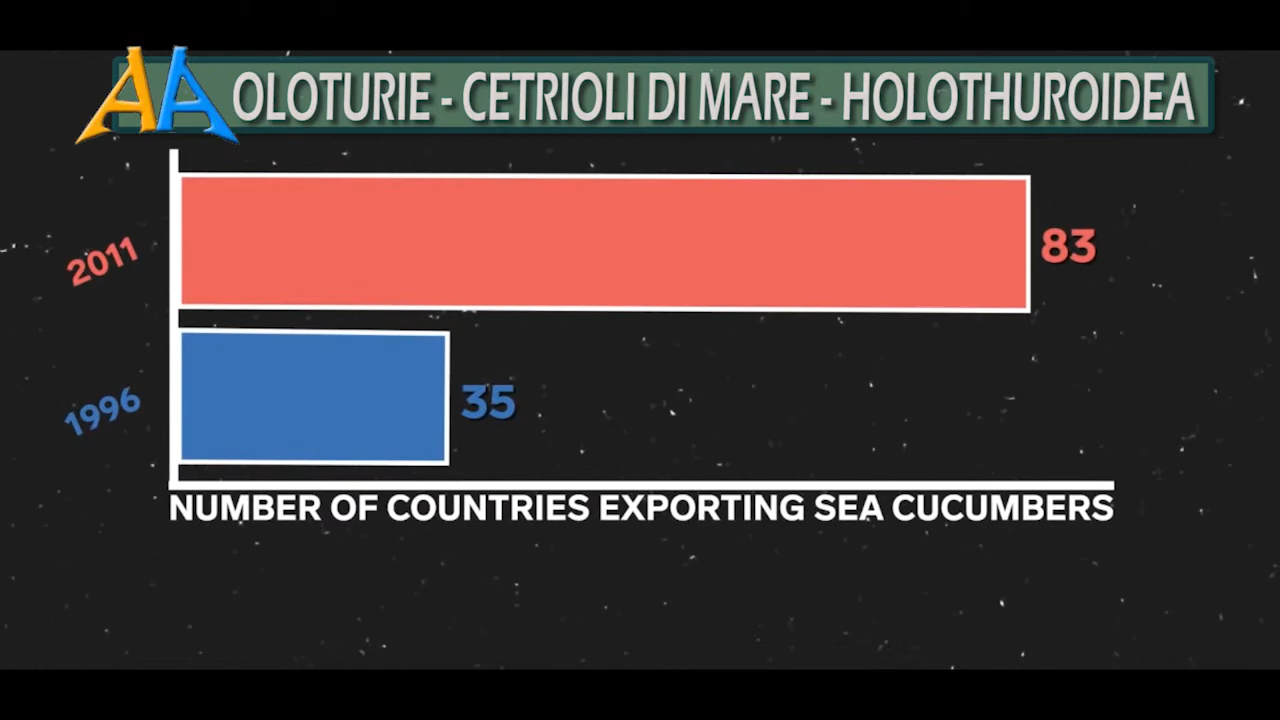 AA OLOTURIE - CETRIOLI DI MARE - HOLOTHUROIDEA
2011
83
1996
35
NUMBER OF COUNTRIES EXPORTING SEA CUCUMBERS